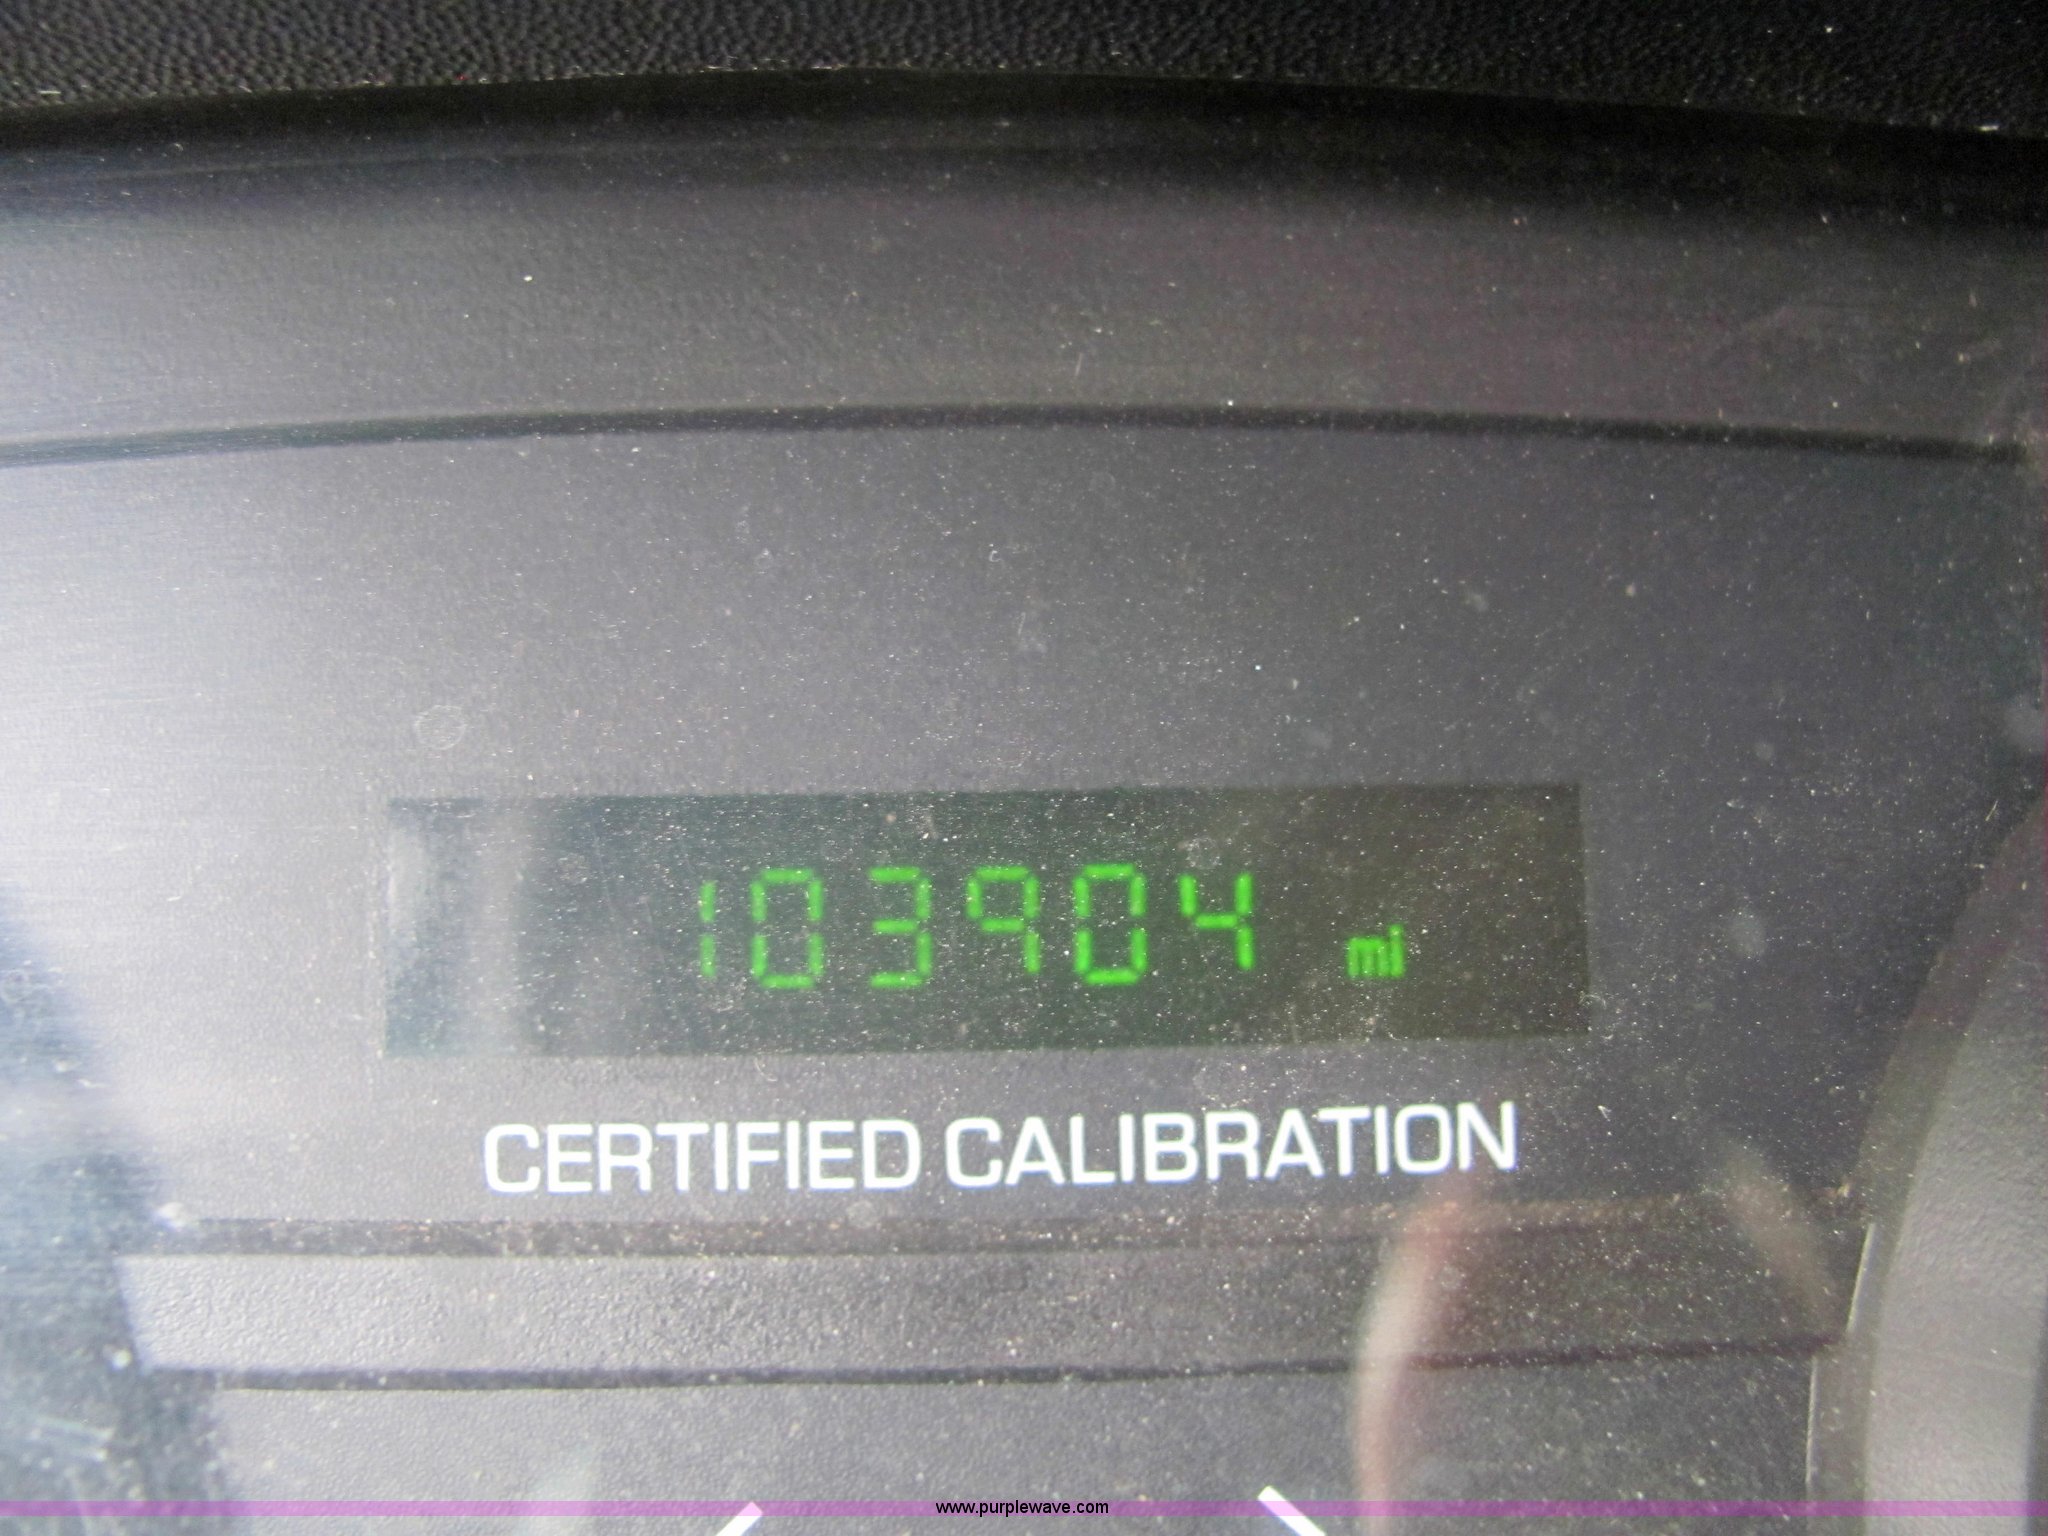 103904 mi
CERTIFIED CALIBRATION
www.purplewave.com